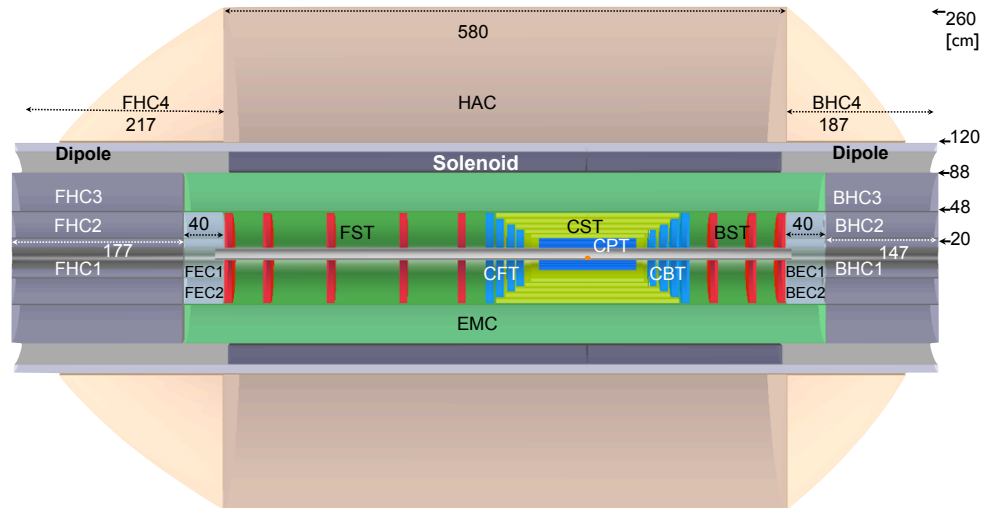 580
260
[cm]
FHC4
217
HAC
BHC4
187
120
Dipole
Solenoid
Dipole
88
FHC3
BHC3
48
FHC2
40
FST
CST
BST
40
BHC2
20
177
CPT
147
FHC1
FEC1
CFT
CBT
BEC1
BHC1
FEC2
BEC2
EMC